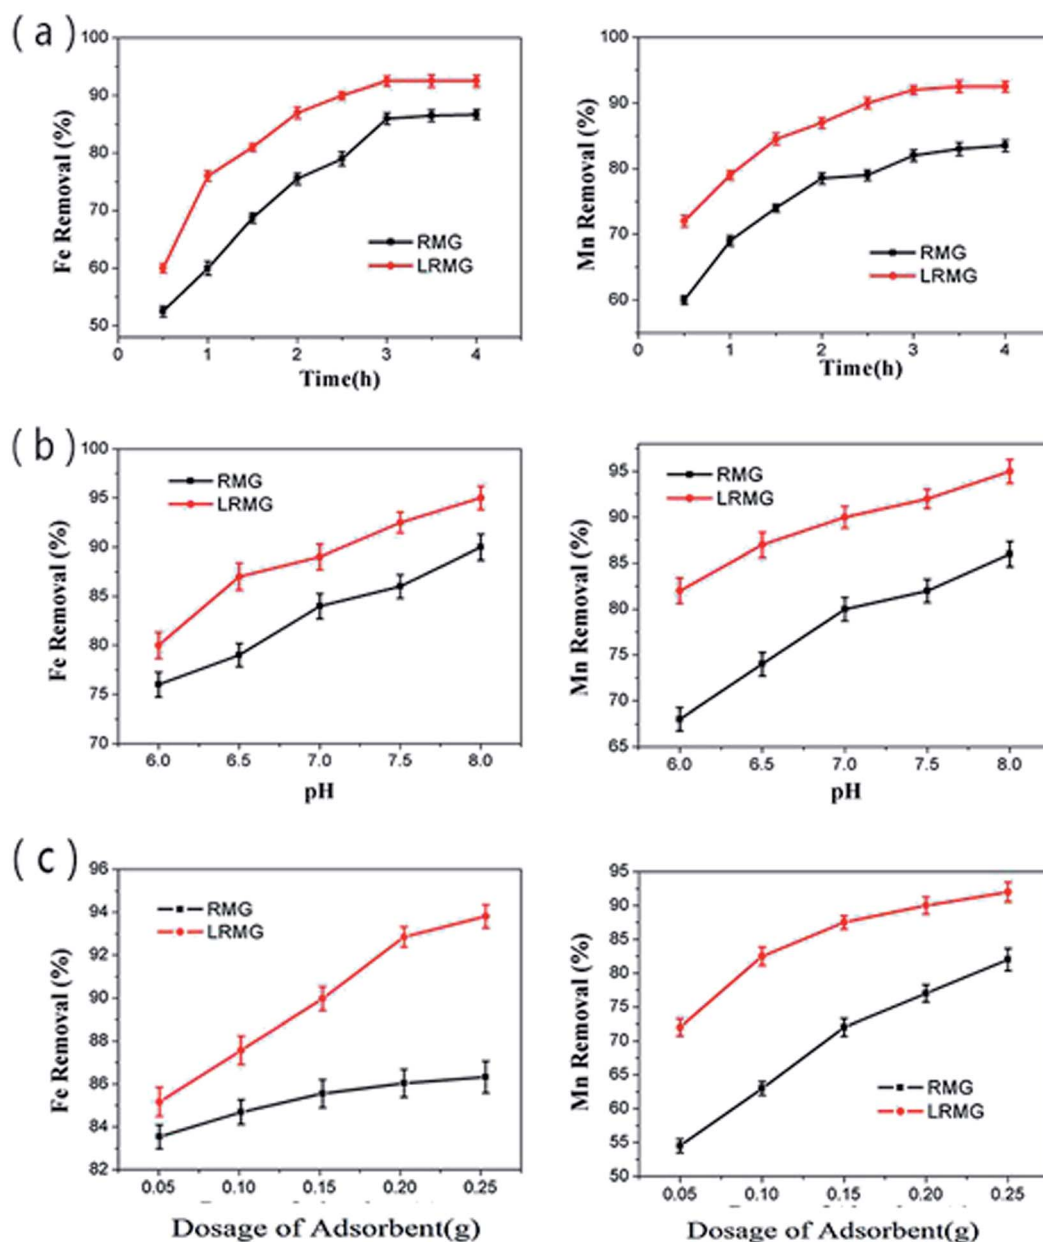 ( a )
100
90
80
70
60
50
Fe Removal (%)
RMG
LRMG
0 1 2 3 4
Time(h)
100
90
80
70
60
Mn Removal (%)
RMG
LRMG
0 1 2 3 4
Time(h)
( b )
100
95
90
85
80
75
70
Fe Removal (%)
RMG
LRMG
6.0 6.5 7.0 7.5 8.0
pH
95
90
85
80
75
70
65
Mn Removal (%)
RMG
LRMG
6.0 6.5 7.0 7.5 8.0
pH
( c )
96
94
92
90
88
86
84
82
Fe Removal (%)
RMG
LRMG
0.05 0.10 0.15 0.20 0.25
Dosage of Adsorbent(g)
95
90
85
80
75
70
65
60
55
50
Mn Removal (%)
RMG
LRMG
0.05 0.10 0.15 0.20 0.25
Dosage of Adsorbent(g)